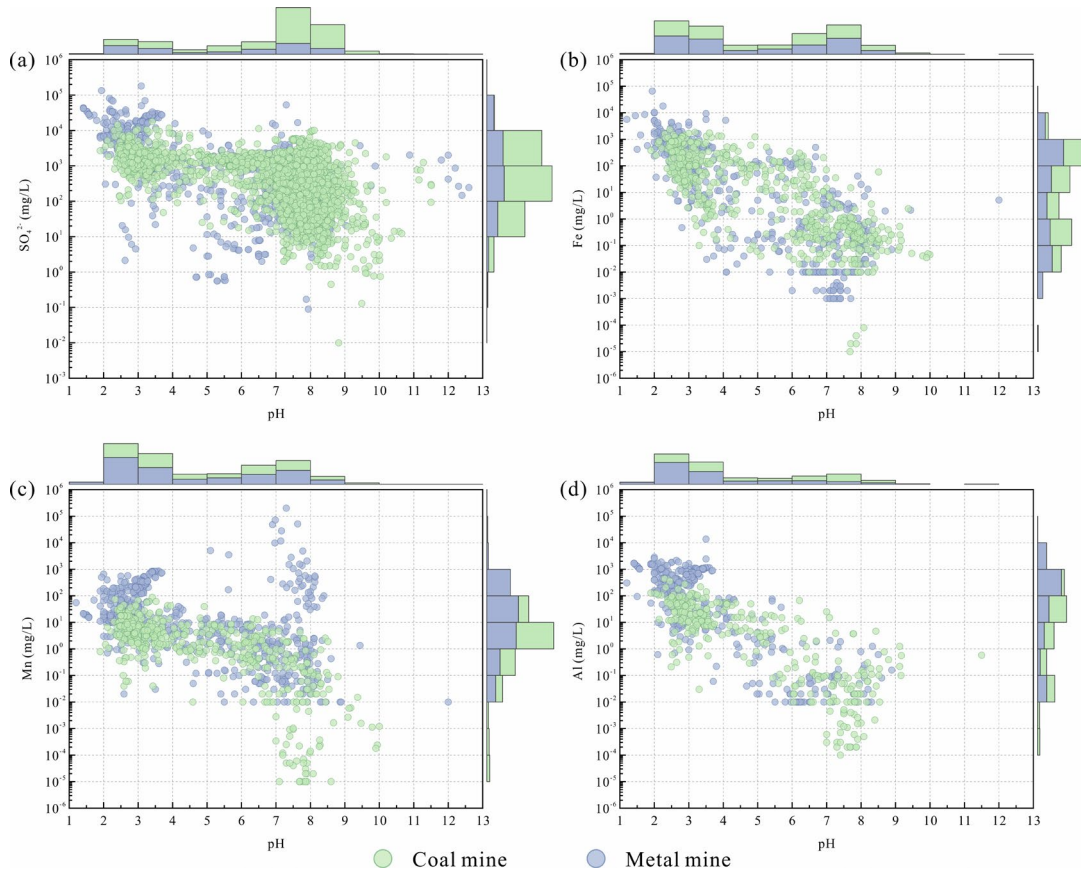 (a)
10⁶
10⁵
10⁴
10³
10²
10¹
10⁰
10⁻¹
10⁻²
10⁻³
SO₄²⁻ (mg/L)
1 2 3 4 5 6 7 8 9 10 11 12 13
pH
(b)
10⁶
10⁵
10⁴
10³
10²
10¹
10⁰
10⁻¹
10⁻²
10⁻³
10⁻⁴
10⁻⁵
10⁻⁶
Fe (mg/L)
1 2 3 4 5 6 7 8 9 10 11 12 13
pH
(c)
10⁶
10⁵
10⁴
10³
10²
10¹
10⁰
10⁻¹
10⁻²
10⁻³
10⁻⁴
10⁻⁵
10⁻⁶
Mn (mg/L)
1 2 3 4 5 6 7 8 9 10 11 12 13
pH
(d)
10⁶
10⁵
10⁴
10³
10²
10¹
10⁰
10⁻¹
10⁻²
10⁻³
10⁻⁴
10⁻⁵
10⁻⁶
Al (mg/L)
1 2 3 4 5 6 7 8 9 10 11 12 13
pH
Coal mine Metal mine